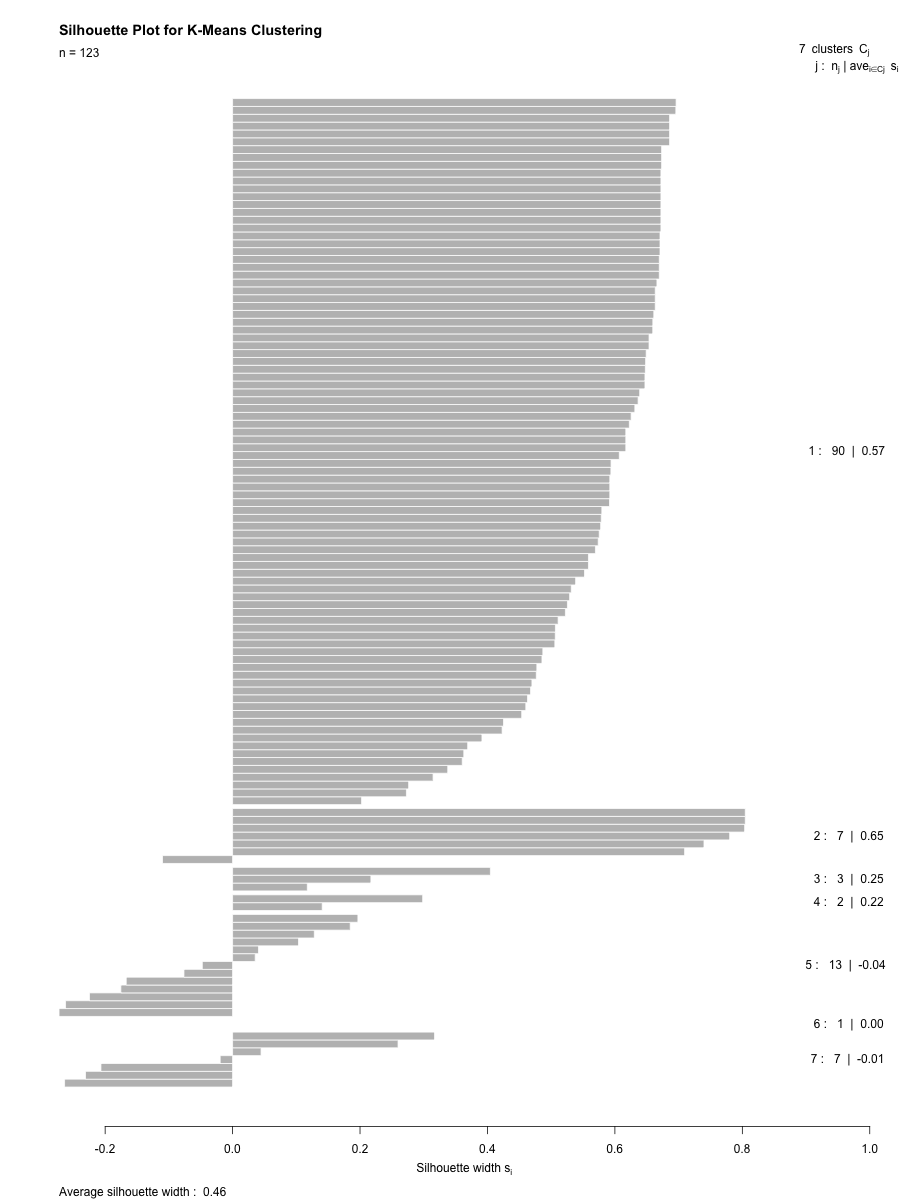 Silhouette Plot for K-Means Clustering
n = 123
7 clusters Cj
j : nj | avei∈Cj si
1 : 90 | 0.57
2 : 7 | 0.65
3 : 3 | 0.25
4 : 2 | 0.22
5 : 13 | -0.04
6 : 1 | 0.00
7 : 7 | -0.01
-0.2 0.0 0.2 0.4 0.6 0.8 1.0
Silhouette width si
Average silhouette width : 0.46